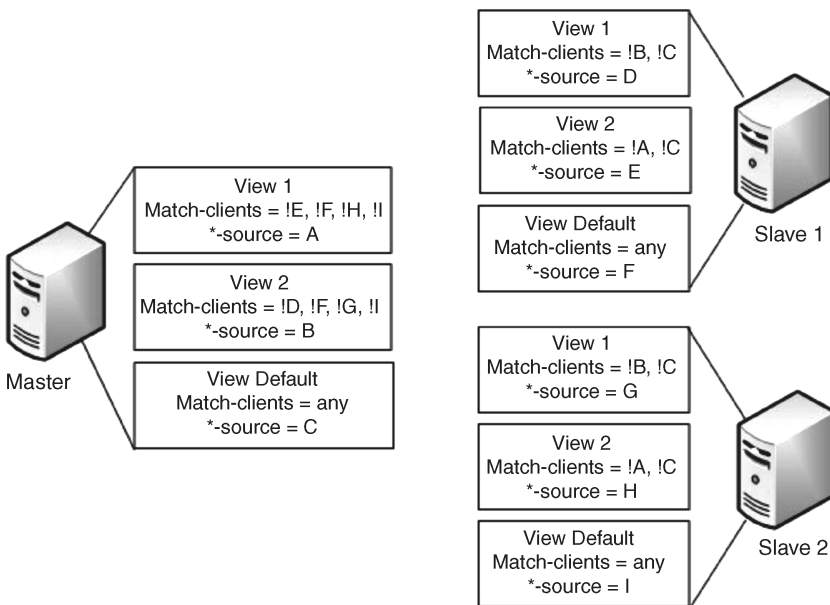 Master
View 1
Match-clients = !E, !F, !H, !I
*-source = A
View 2
Match-clients = !D, !F, !G, !I
*-source = B
View Default
Match-clients = any
*-source = C
View 1
Match-clients = !B, !C
*-source = D
View 2
Match-clients = !A, !C
*-source = E
View Default
Match-clients = any
*-source = F
Slave 1
View 1
Match-clients = !B, !C
*-source = G
View 2
Match-clients = !A, !C
*-source = H
View Default
Match-clients = any
*-source = I
Slave 2